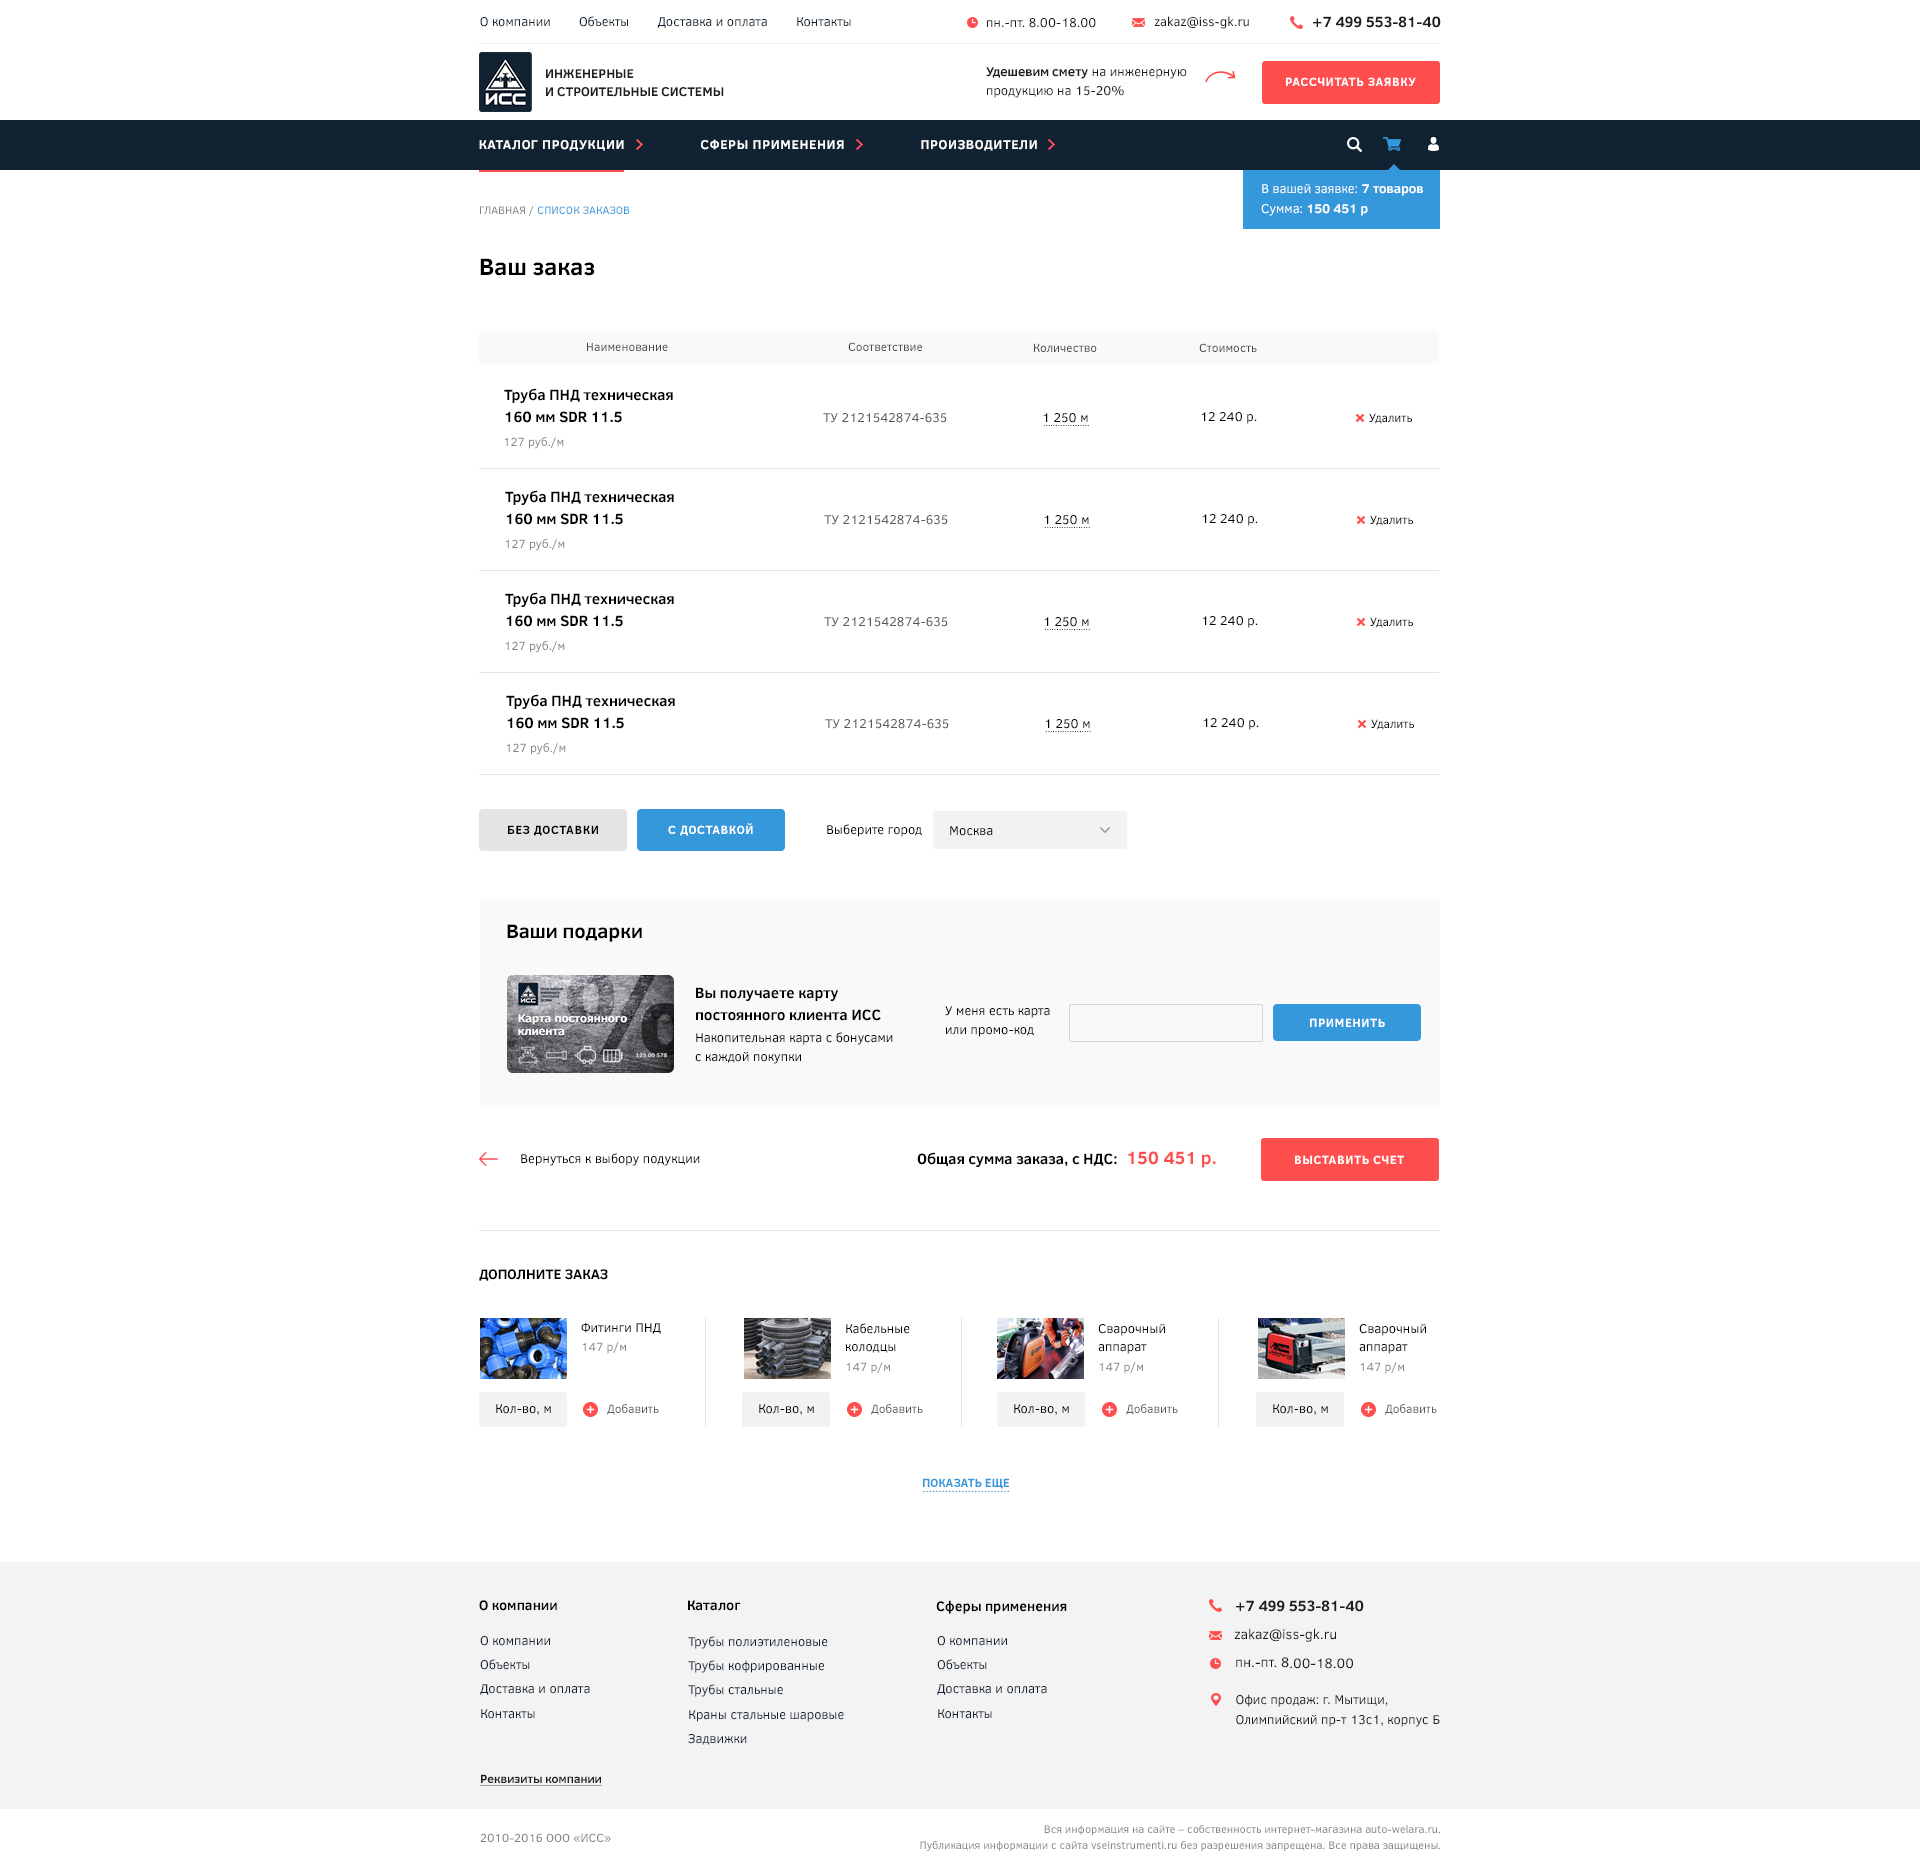 О компании Объекты Доставка и оплата Контакты пн.-пт. 8.00-18.00 zakaz@iss-gk.ru +7 499 553-81-40
ИСС
ИНЖЕНЕРНЫЕ
И СТРОИТЕЛЬНЫЕ СИСТЕМЫ
Удешевим смету на инженерную
продукцию на 15-20%
РАССЧИТАТЬ ЗАЯВКУ
КАТАЛОГ ПРОДУКЦИИ СФЕРЫ ПРИМЕНЕНИЯ ПРОИЗВОДИТЕЛИ
В вашей заявке: 7 товаров
Сумма: 150 451 р
ГЛАВНАЯ / СПИСОК ЗАКАЗОВ
Ваш заказ
Наименование Соответствие Количество Стоимость
Труба ПНД техническая
160 мм SDR 11.5
127 руб./м
ТУ 2121542874-635 1 250 м 12 240 р. Удалить
Труба ПНД техническая
160 мм SDR 11.5
127 руб./м
ТУ 2121542874-635 1 250 м 12 240 р. Удалить
Труба ПНД техническая
160 мм SDR 11.5
127 руб./м
ТУ 2121542874-635 1 250 м 12 240 р. Удалить
Труба ПНД техническая
160 мм SDR 11.5
127 руб./м
ТУ 2121542874-635 1 250 м 12 240 р. Удалить
БЕЗ ДОСТАВКИ С ДОСТАВКОЙ Выберите город Москва
Ваши подарки
ИСС
%
Карта постоянного
клиента
125 00 578
Вы получаете карту
постоянного клиента ИСС
Накопительная карта с бонусами
с каждой покупки
У меня есть карта
или промо-код
ПРИМЕНИТЬ
Вернуться к выбору подукции Общая сумма заказа, с НДС: 150 451 р. ВЫСТАВИТЬ СЧЕТ
ДОПОЛНИТЕ ЗАКАЗ
Фитинги ПНД
147 р/м
Кол-во, м Добавить
Кабельные
колодцы
147 р/м
Кол-во, м Добавить
Сварочный
аппарат
147 р/м
Кол-во, м Добавить
Сварочный
аппарат
147 р/м
Кол-во, м Добавить
ПОКАЗАТЬ ЕЩЕ
О компании
О компании
Объекты
Доставка и оплата
Контакты
Реквизиты компании
Каталог
Трубы полиэтиленовые
Трубы кофрированные
Трубы стальные
Краны стальные шаровые
Задвижки
Сферы применения
О компании
Объекты
Доставка и оплата
Контакты
+7 499 553-81-40
zakaz@iss-gk.ru
пн.-пт. 8.00-18.00
Офис продаж: г. Мытищи,
Олимпийский пр-т 13с1, корпус Б
2010-2016 ООО «ИСС»
Вся информация на сайте – собственность интернет-магазина auto-welara.ru.
Публикация информации с сайта vseinstrumenti.ru без разрешения запрещена. Все права защищены.